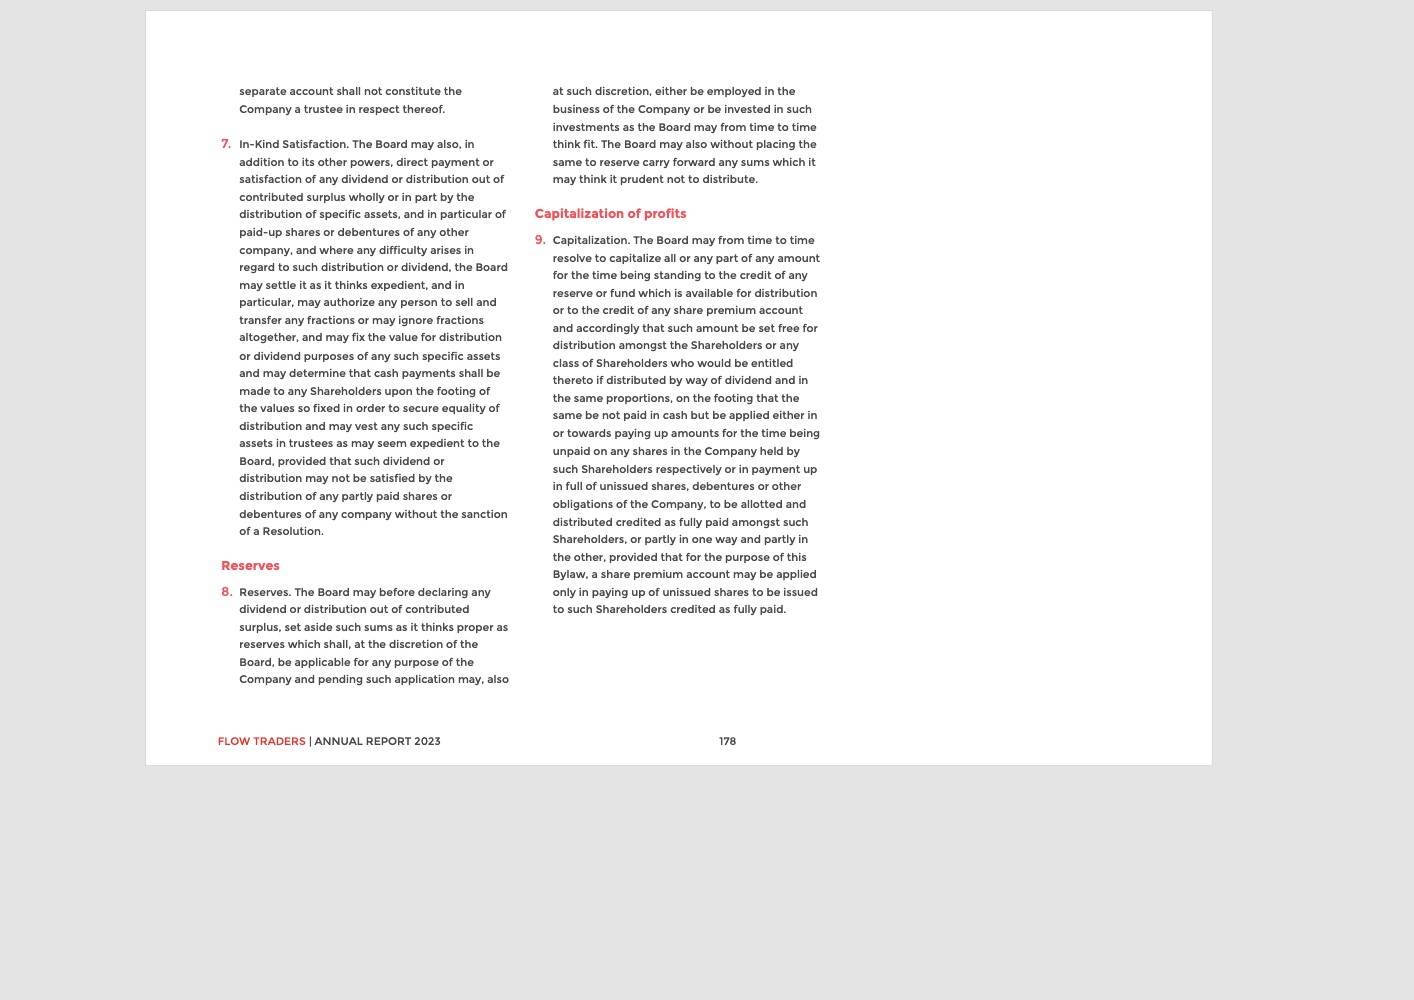 separate account shall not constitute the
Company a trustee in respect thereof.
7. In-Kind Satisfaction. The Board may also, in
addition to its other powers, direct payment or
satisfaction of any dividend or distribution out of
contributed surplus wholly or in part by the
distribution of specific assets, and in particular of
paid-up shares or debentures of any other
company, and where any difficulty arises in
regard to such distribution or dividend, the Board
may settle it as it thinks expedient, and in
particular, may authorize any person to sell and
transfer any fractions or may ignore fractions
altogether, and may fix the value for distribution
or dividend purposes of any such specific assets
and may determine that cash payments shall be
made to any Shareholders upon the footing of
the values so fixed in order to secure equality of
distribution and may vest any such specific
assets in trustees as may seem expedient to the
Board, provided that such dividend or
distribution may not be satisfied by the
distribution of any partly paid shares or
debentures of any company without the sanction
of a Resolution.
Reserves
8. Reserves. The Board may before declaring any
dividend or distribution out of contributed
surplus, set aside such sums as it thinks proper as
reserves which shall, at the discretion of the
Board, be applicable for any purpose of the
Company and pending such application may, also
at such discretion, either be employed in the
business of the Company or be invested in such
investments as the Board may from time to time
think fit. The Board may also without placing the
same to reserve carry forward any sums which it
may think it prudent not to distribute.
Capitalization of profits
9. Capitalization. The Board may from time to time
resolve to capitalize all or any part of any amount
for the time being standing to the credit of any
reserve or fund which is available for distribution
or to the credit of any share premium account
and accordingly that such amount be set free for
distribution amongst the Shareholders or any
class of Shareholders who would be entitled
thereto if distributed by way of dividend and in
the same proportions, on the footing that the
same be not paid in cash but be applied either in
or towards paying up amounts for the time being
unpaid on any shares in the Company held by
such Shareholders respectively or in payment up
in full of unissued shares, debentures or other
obligations of the Company, to be allotted and
distributed credited as fully paid amongst such
Shareholders, or partly in one way and partly in
the other, provided that for the purpose of this
Bylaw, a share premium account may be applied
only in paying up of unissued shares to be issued
to such Shareholders credited as fully paid.
FLOW TRADERS | ANNUAL REPORT 2023
178